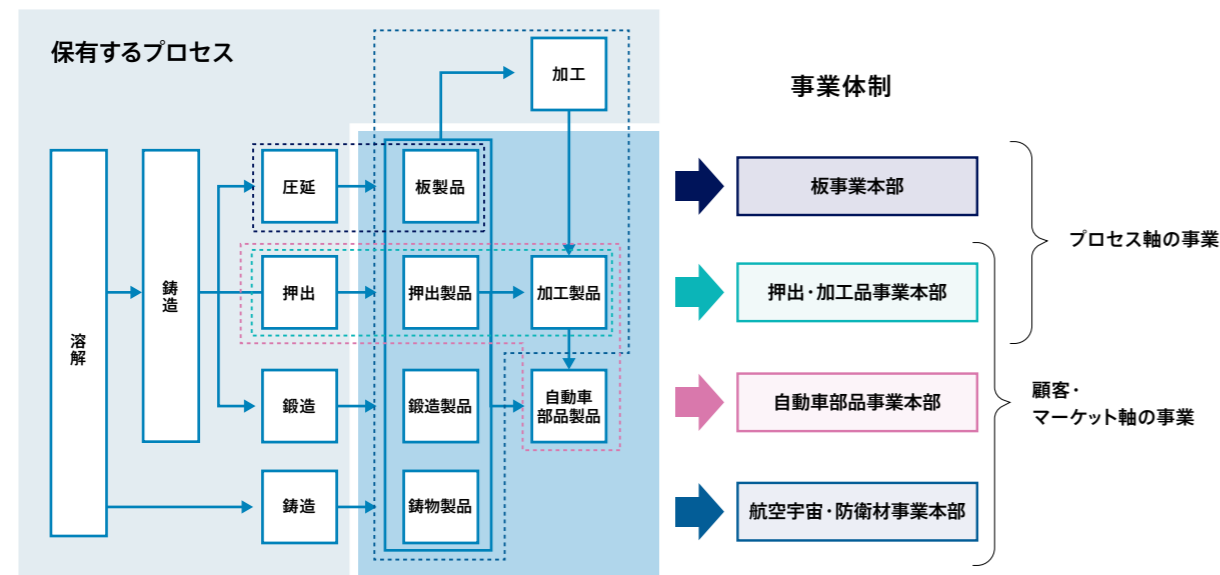 保有するプロセス
加工
事業体制
溶解
鋳造
圧延
板製品
押出
押出製品
加工製品
鍛造
鍛造製品
自動車
部品製品
鋳造
鋳物製品
板事業本部
押出・加工品事業本部
自動車部品事業本部
航空宇宙・防衛材事業本部
プロセス軸の事業
顧客・
マーケット軸の事業